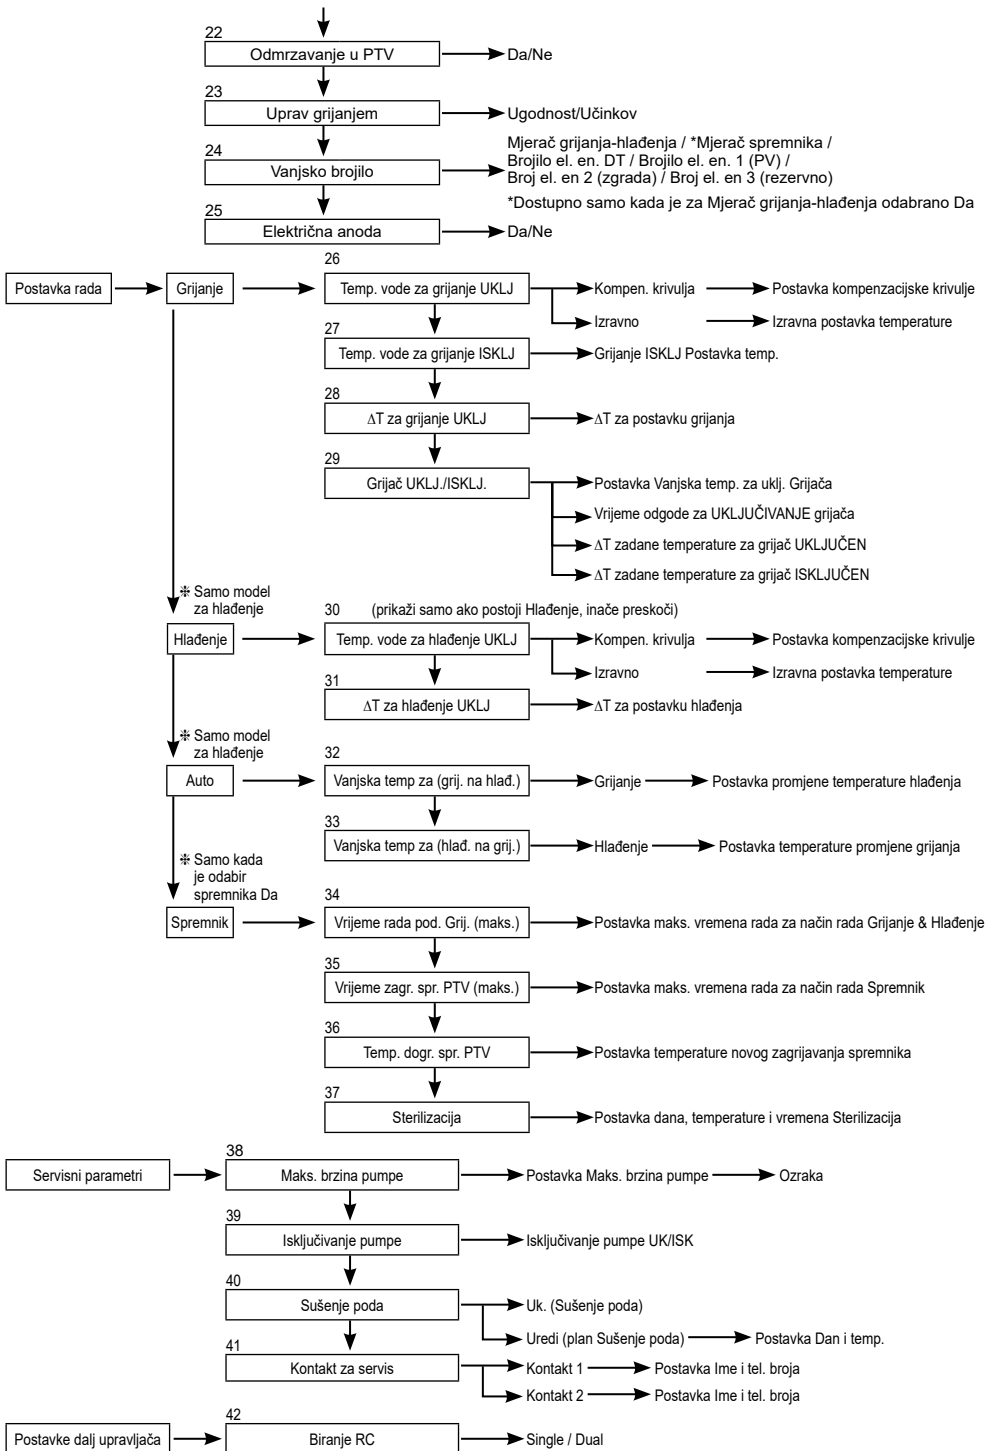 22
Odmrzavanje u PTV
Da/Ne
23
Uprav grijanjem
Ugodnost/Učinkov
24
Vanjsko brojilo
Mjerač grijanja-hlađenja / *Mjerač spremnika /
Brojilo el. en. DT / Brojilo el. en. 1 (PV) /
Broj el. en 2 (zgrada) / Broj el. en 3 (rezervno)
*Dostupno samo kada je za Mjerač grijanja-hlađenja odabrano Da
25
Električna anoda
Da/Ne
26
Postavka rada
Grijanje
Temp. vode za grijanje UKLJ
Kompen. krivulja
Postavka kompenzacijske krivulje
Izravno
Izravna postavka temperature
27
Temp. vode za grijanje ISKLJ
Grijanje ISKLJ Postavka temp.
28
ΔT za grijanje UKLJ
ΔT za postavku grijanja
29
Grijač UKLJ./ISKLJ.
Postavka Vanjska temp. za uklj. Grijača
Vrijeme odgode za UKLJUČIVANJE grijača
ΔT zadane temperature za grijač UKLJUČEN
ΔT zadane temperature za grijač ISKLJUČEN
❉ Samo model
za hlađenje
30 (prikaži samo ako postoji Hlađenje, inače preskoči)
Hlađenje
Temp. vode za hlađenje UKLJ
Kompen. krivulja
Postavka kompenzacijske krivulje
Izravno
Izravna postavka temperature
31
ΔT za hlađenje UKLJ
ΔT za postavku hlađenja
❉ Samo model
za hlađenje
32
Auto
Vanjska temp za (grij. na hlađ.)
Grijanje
Postavka promjene temperature hlađenja
33
Vanjska temp za (hlađ. na grij.)
Hlađenje
Postavka temperature promjene grijanja
❉ Samo kada
je odabir
spremnika Da
34
Spremnik
Vrijeme rada pod. Grij. (maks.)
Postavka maks. vremena rada za način rada Grijanje & Hlađenje
35
Vrijeme zagr. spr. PTV (maks.)
Postavka maks. vremena rada za način rada Spremnik
36
Temp. dogr. spr. PTV
Postavka temperature novog zagrijavanja spremnika
37
Sterilizacija
Postavka dana, temperature i vremena Sterilizacija
38
Servisni parametri
Maks. brzina pumpe
Postavka Maks. brzina pumpe
Ozraka
39
Isključivanje pumpe
Isključivanje pumpe UK/ISK
40
Sušenje poda
Uk. (Sušenje poda)
Uredi (plan Sušenje poda)
Postavka Dan i temp.
41
Kontakt za servis
Kontakt 1
Postavka Ime i tel. broja
Kontakt 2
Postavka Ime i tel. broja
42
Postavke dalj upravljača
Biranje RC
Single / Dual